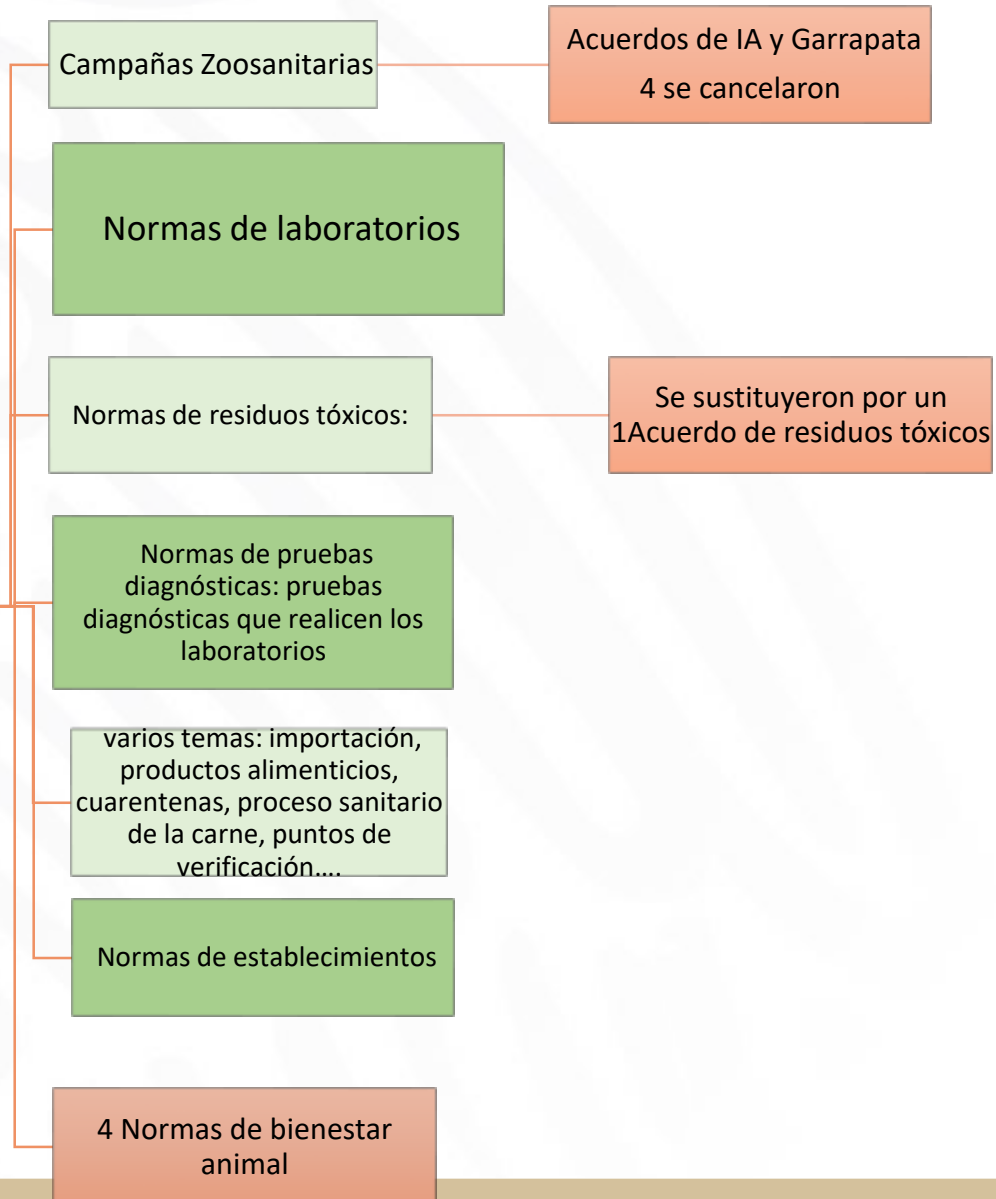 Campañas Zoosanitarias
Acuerdos de IA y Garrapata
4 se cancelaron
Normas de laboratorios
Normas de residuos tóxicos:
Se sustituyeron por un
1Acuerdo de residuos tóxicos
Normas de pruebas
diagnósticas: pruebas
diagnósticas que realicen los
laboratorios
varios temas: importación,
productos alimenticios,
cuarentenas, proceso sanitario
de la carne, puntos de
verificación....
Normas de establecimientos
4 Normas de bienestar
animal